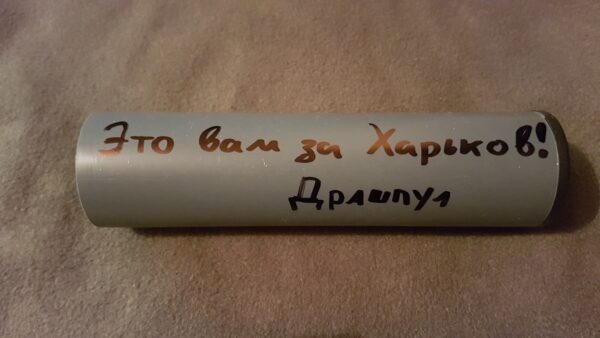 Это вам за Харьков!
Драшпул